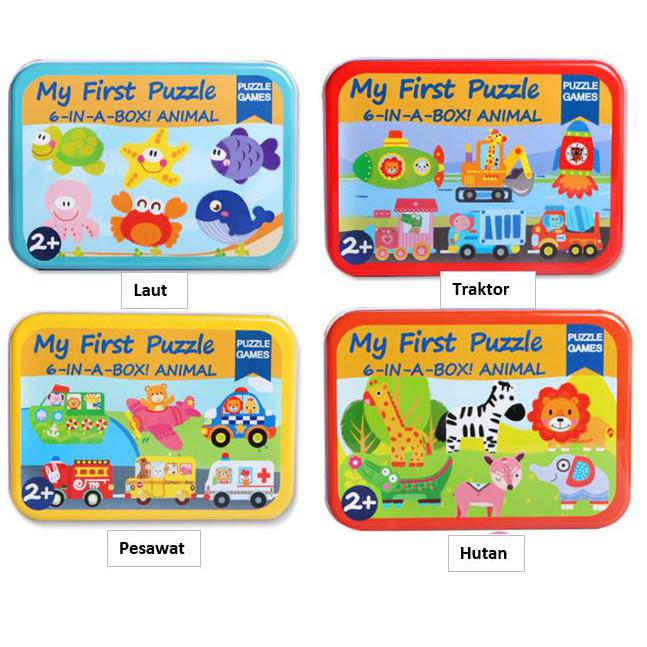 My First Puzzle
PUZZLE
GAMES
6-IN-A-BOX! ANIMAL
2+
Laut
My First Puzzle
PUZZLE
GAMES
6-IN-A-BOX! ANIMAL
2+
Traktor
My First Puzzle
PUZZLE
GAMES
6-IN-A-BOX! ANIMAL
119
2+
Pesawat
My First Puzzle
PUZZLE
GAMES
6-IN-A-BOX! ANIMAL
2+
Hutan